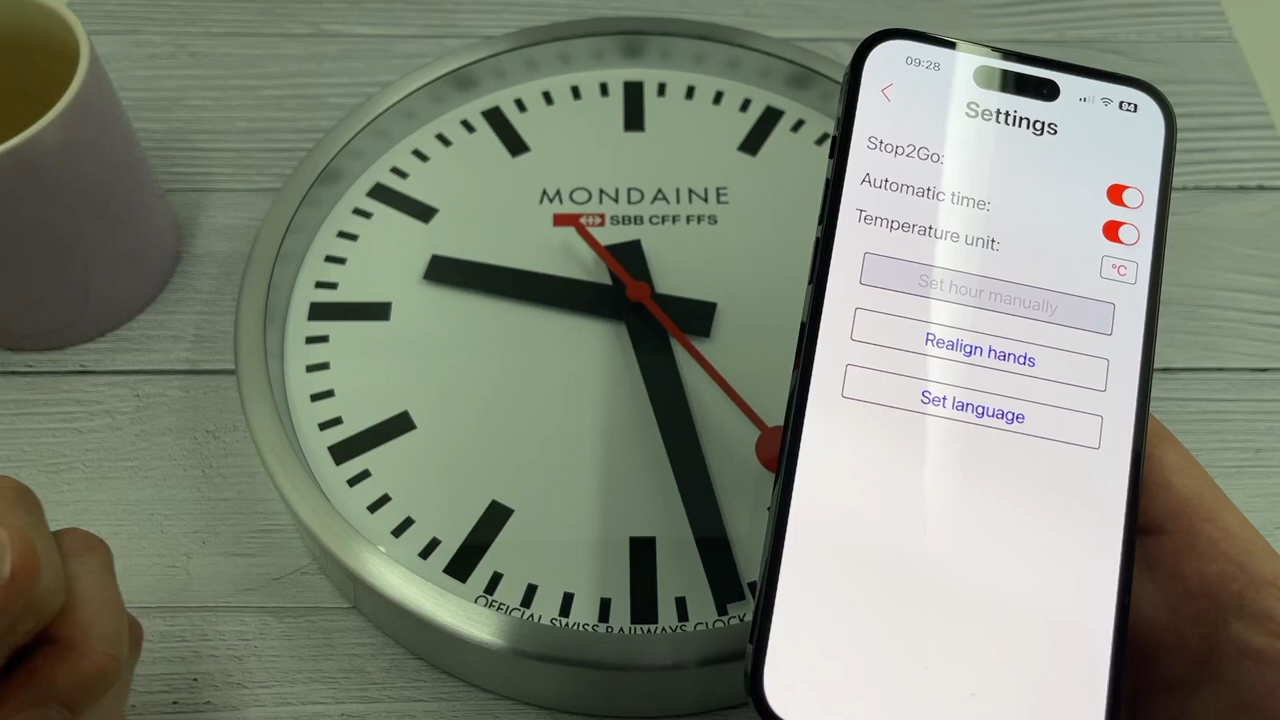 MONDAINE
SBB CFF FFS
OFFICIAL SWISS RAILWAYS CLOCK
09:28
94
Settings
Stop2Go:
Automatic time:
Temperature unit:
°C
Set hour manually
Realign hands
Set language